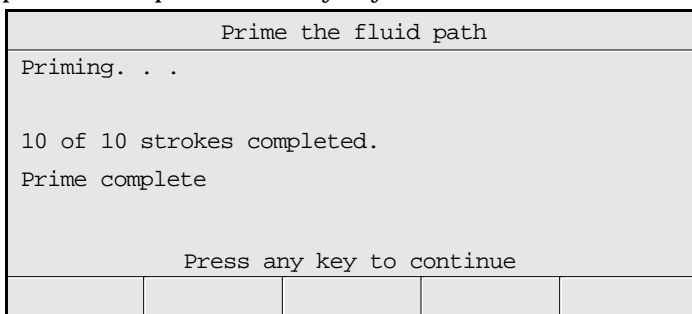 Prime the fluid path
Priming. . .
10 of 10 strokes completed.
Prime complete
Press any key to continue